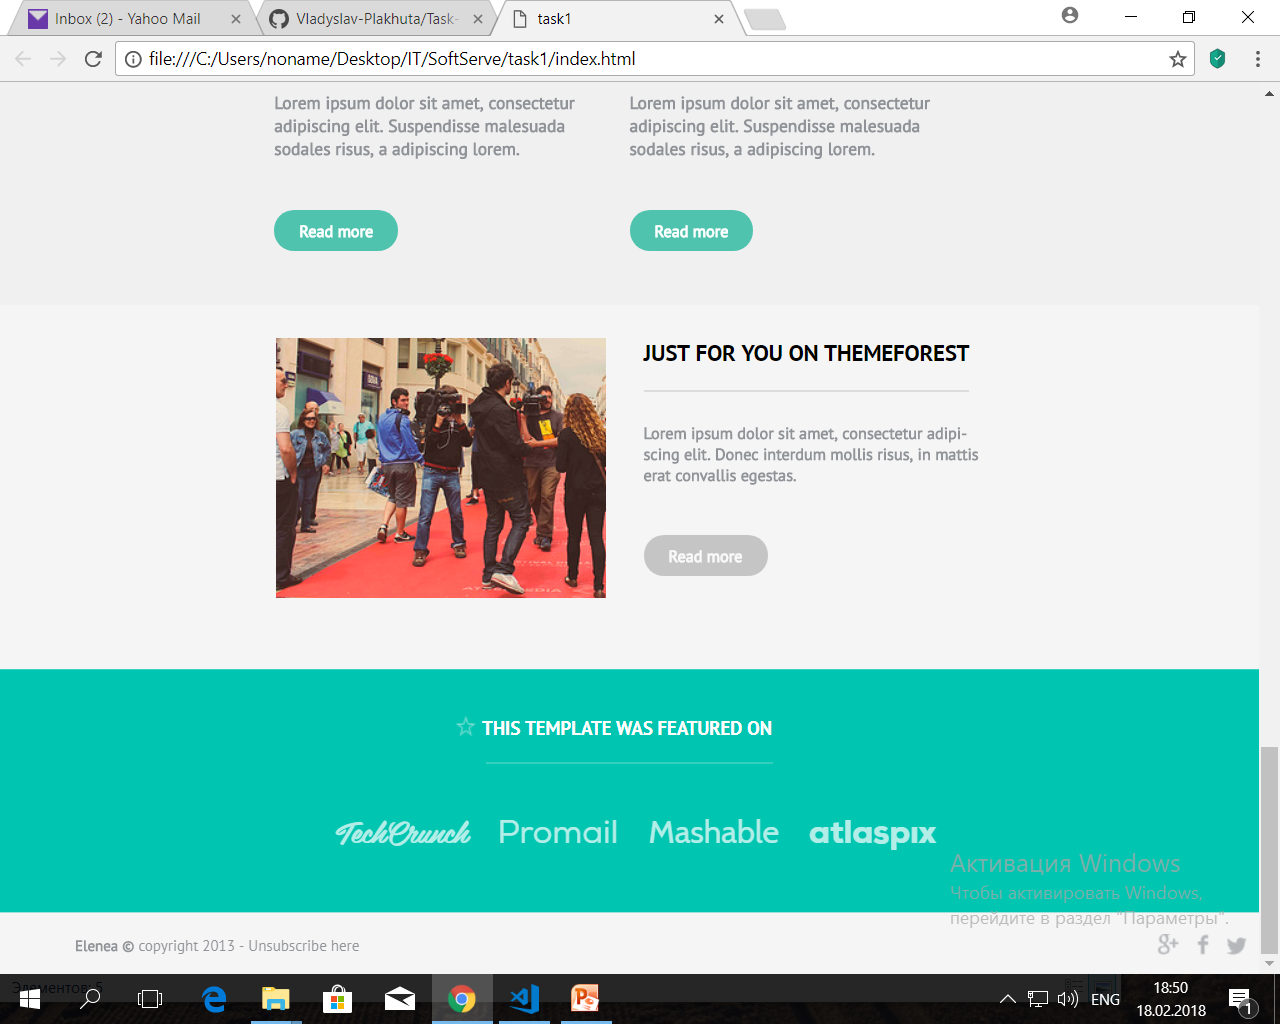 Inbox (2) - Yahoo Mail
Vladyslav-Plakhuta/Task-
task1
file:///C:/Users/noname/Desktop/IT/SoftServe/task1/index.html
Lorem ipsum dolor sit amet, consectetur
adipiscing elit. Suspendisse malesuada
sodales risus, a adipiscing lorem.
Read more
Lorem ipsum dolor sit amet, consectetur
adipiscing elit. Suspendisse malesuada
sodales risus, a adipiscing lorem.
Read more
JUST FOR YOU ON THEMEFOREST
Lorem ipsum dolor sit amet, consectetur adipi-
scing elit. Donec interdum mollis risus, in mattis
erat convallis egestas.
Read more
THIS TEMPLATE WAS FEATURED ON
TechCrunch Promail Mashable atlaspix
Активация Windows
Чтобы активировать Windows,
перейдите в раздел "Параметры".
Elenea © copyright 2013 - Unsubscribe here
Элементов: 5
ENG
18:50
18.02.2018
1